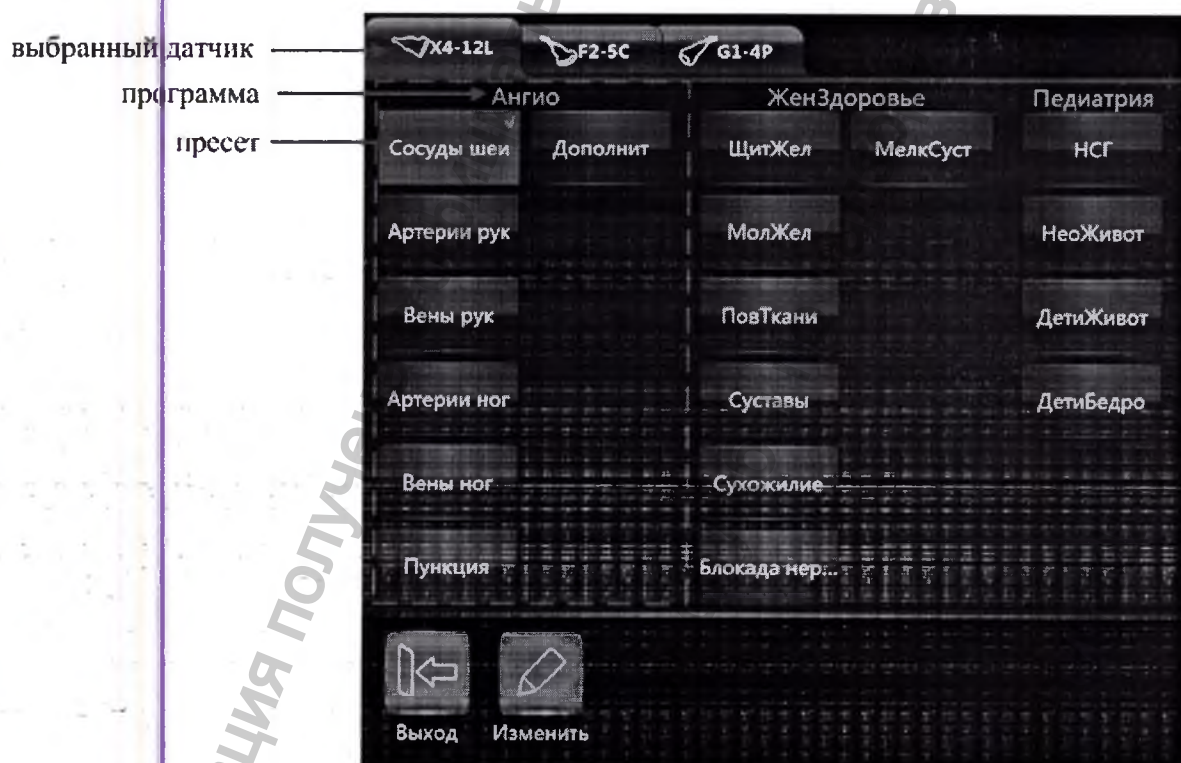 выбранный датчик
программа
пресет
X4-12L F2-5C G1-4P
Ангио ЖенЗдоровье Педиатрия
Сосуды шеи Дополнит ЩитЖел МелкСуст НСГ
Артерии рук МолЖел НеоЖивот
Вены рук ПовТкани ДетиЖивот
Артерии ног Суставы ДетиБедро
Вены ног Сухожилие
Пункция Блокада нер...
Выход Изменить